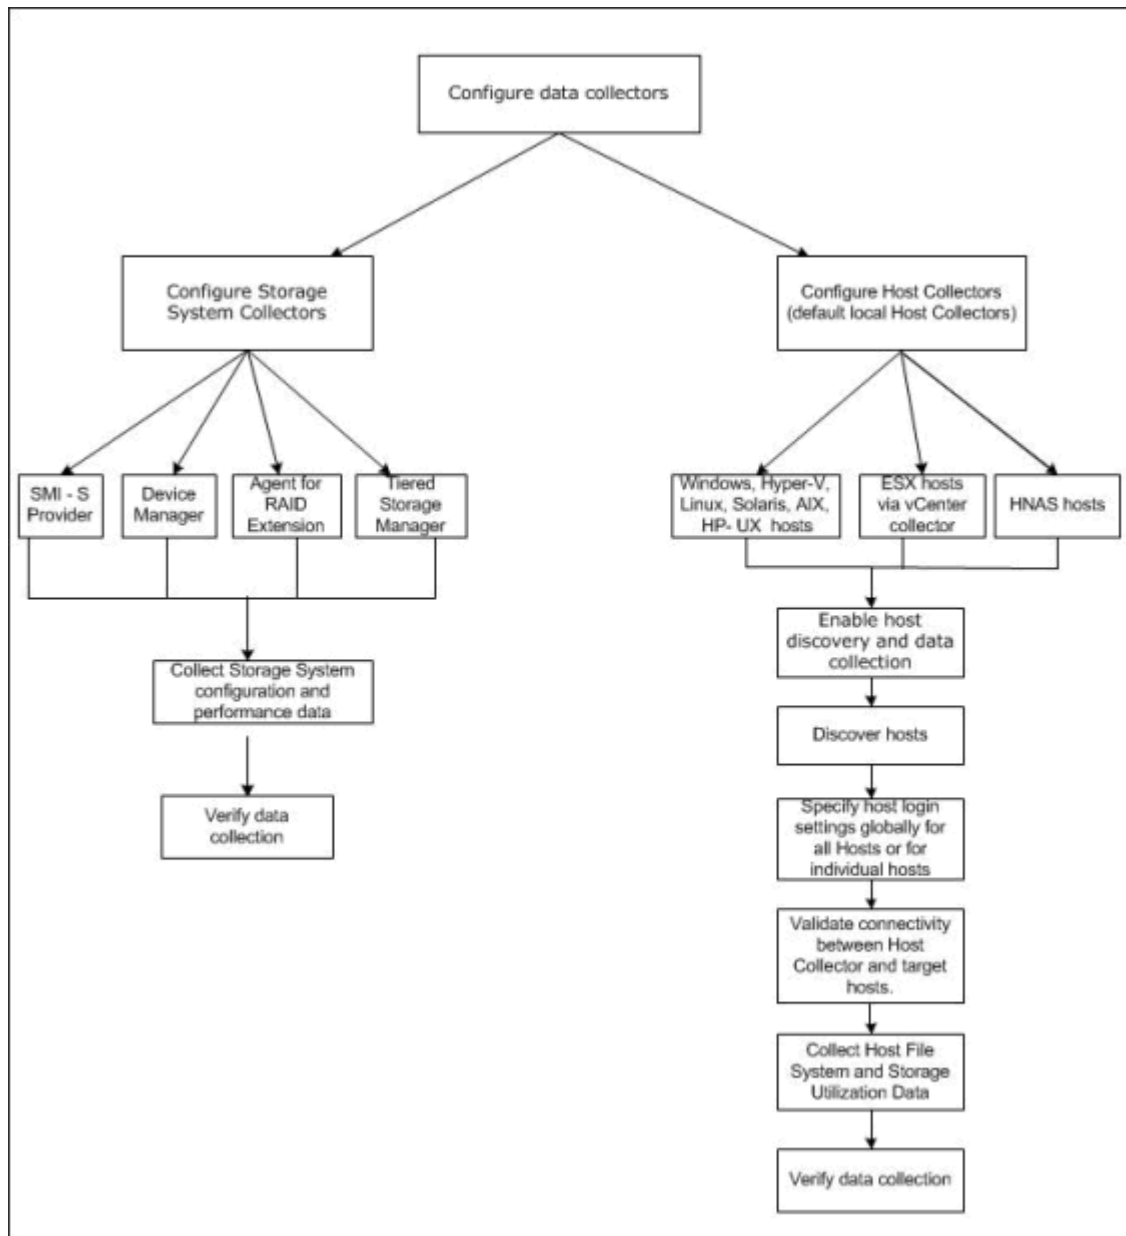 Configure data collectors
Configure Storage
System Collectors
Configure Host Collectors
(default local Host Collectors)
SMI - S
Provider
Device
Manager
Agent for
RAID
Extension
Tiered
Storage
Manager
Windows, Hyper-V,
Linux, Solaris, AIX,
HP- UX hosts
ESX hosts
via vCenter
collector
HNAS hosts
Collect Storage System
configuration and
performance data
Verify data
collection
Enable host
discovery and data
collection
Discover hosts
Specify host login
settings globally for
all Hosts or for
individual hosts
Validate connectivity
between Host
Collector and target
hosts.
Collect Host File
System and Storage
Utilization Data
Verify data collection